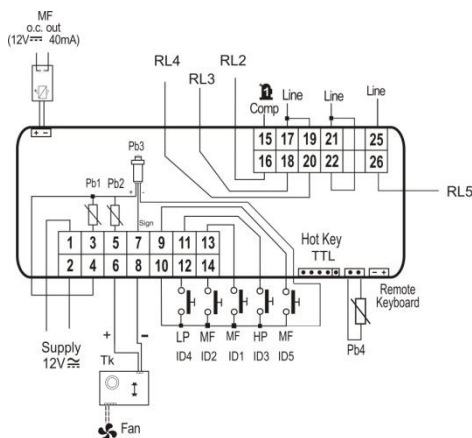 MF
o.c. out
(12V⎓ 40mA)
RL4
RL3
RL2
1
Comp
Line
Line
Line
+ -
15 17 19 21 25
16 18 20 22 26
RL5
Pb3
Pb1
Pb2
+ -
Sign
1 3 5 7 9 11 13
2 4 6 8 10 12 14
Hot Key
TTL
- +
Remote
Keyboard
LP MF MF HP MF
ID4 ID2 ID1 ID3 ID5
Pb4
Supply
12V
+ -
Tk
Fan